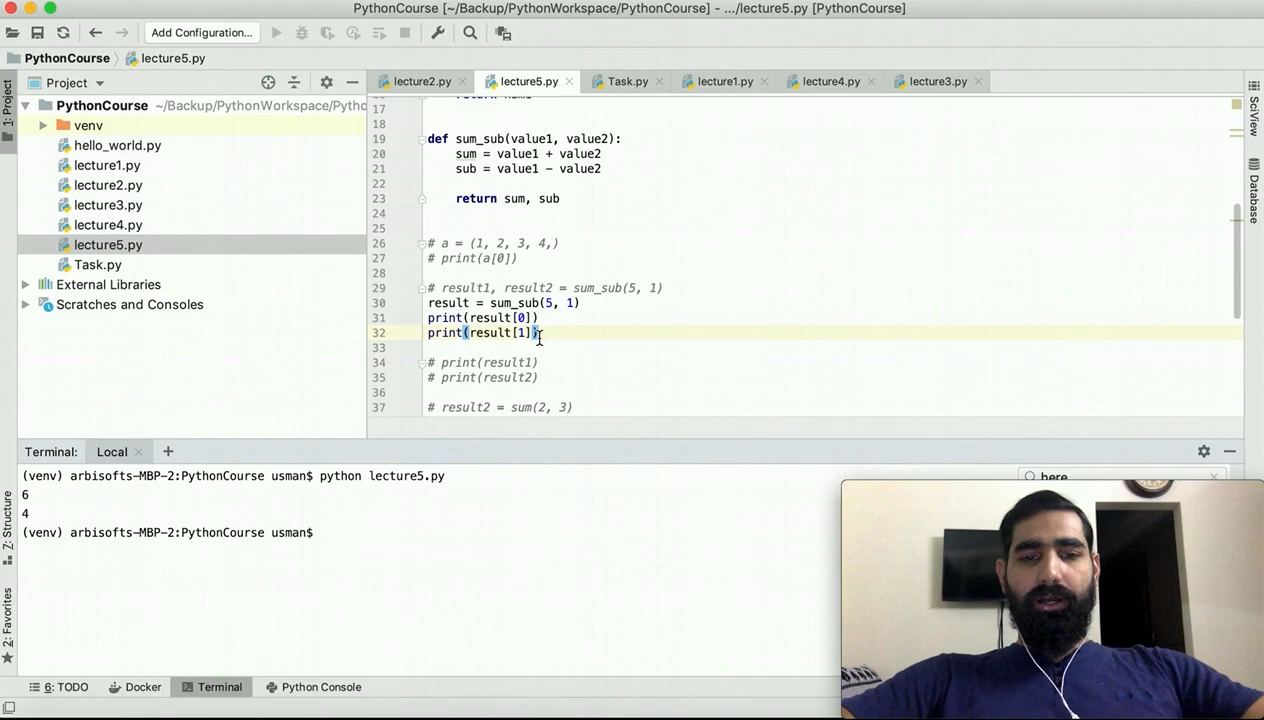 PythonCourse [~/Backup/PythonWorkspace/PythonCourse] - .../lecture5.py [PythonCourse]
Add Configuration...
PythonCourse
lecture5.py
1: Project
Project
lecture2.py
lecture5.py
Task.py
lecture1.py
lecture4.py
lecture3.py
SciView
Database
PythonCourse ~/Backup/PythonWorkspace/Pytho
venv
hello_world.py
lecture1.py
lecture2.py
lecture3.py
lecture4.py
lecture5.py
Task.py
External Libraries
Scratches and Consoles
return name
17
18
19 def sum_sub(value1, value2):
20 sum = value1 + value2
21 sub = value1 - value2
22
23 return sum, sub
24
25
26 # a = (1, 2, 3, 4,)
27 # print(a[0])
28
29 # result1, result2 = sum_sub(5, 1)
30 result = sum_sub(5, 1)
31 print(result[0])
32 print(result[1])
33
34 # print(result1)
35 # print(result2)
36
37 # result2 = sum(2, 3)
Terminal: Local
(venv) arbisofts-MBP-2:PythonCourse usman$ python lecture5.py
6
4
(venv) arbisofts-MBP-2:PythonCourse usman$
here
Z: Structure
2: Favorites
6: TODO
Docker
Terminal
Python Console